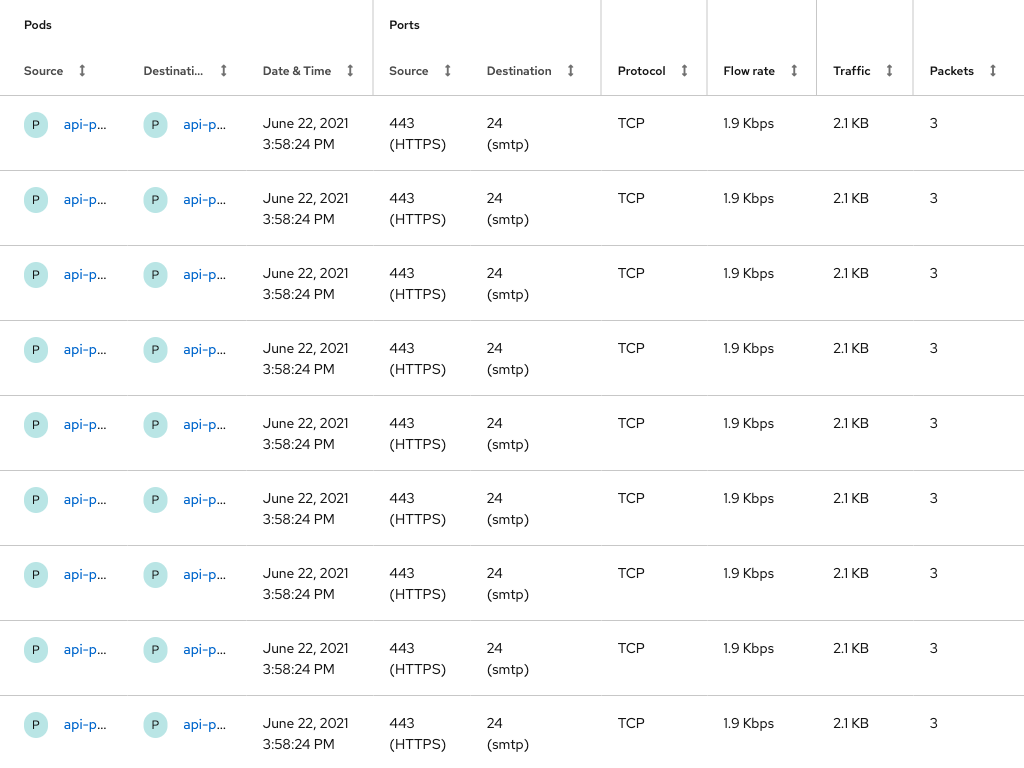 Pods Ports
Source Destinati... Date & Time Source Destination Protocol Flow rate Traffic Packets
P api-p... P api-p... June 22, 2021 443 24 TCP 1.9 Kbps 2.1 KB 3
3:58:24 PM (HTTPS) (smtp)
P api-p... P api-p... June 22, 2021 443 24 TCP 1.9 Kbps 2.1 KB 3
3:58:24 PM (HTTPS) (smtp)
P api-p... P api-p... June 22, 2021 443 24 TCP 1.9 Kbps 2.1 KB 3
3:58:24 PM (HTTPS) (smtp)
P api-p... P api-p... June 22, 2021 443 24 TCP 1.9 Kbps 2.1 KB 3
3:58:24 PM (HTTPS) (smtp)
P api-p... P api-p... June 22, 2021 443 24 TCP 1.9 Kbps 2.1 KB 3
3:58:24 PM (HTTPS) (smtp)
P api-p... P api-p... June 22, 2021 443 24 TCP 1.9 Kbps 2.1 KB 3
3:58:24 PM (HTTPS) (smtp)
P api-p... P api-p... June 22, 2021 443 24 TCP 1.9 Kbps 2.1 KB 3
3:58:24 PM (HTTPS) (smtp)
P api-p... P api-p... June 22, 2021 443 24 TCP 1.9 Kbps 2.1 KB 3
3:58:24 PM (HTTPS) (smtp)
P api-p... P api-p... June 22, 2021 443 24 TCP 1.9 Kbps 2.1 KB 3
3:58:24 PM (HTTPS) (smtp)